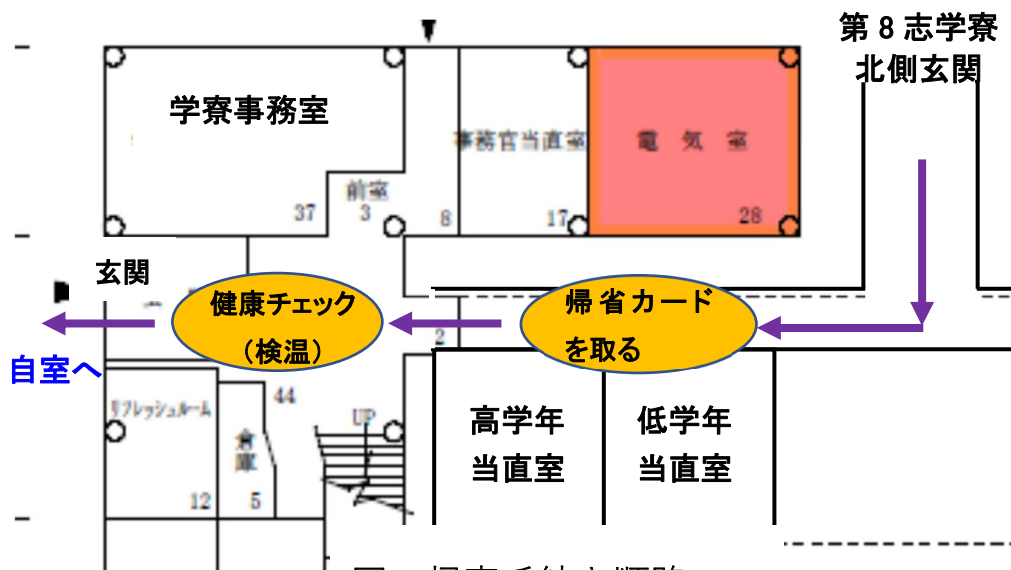 第8志学寮
北側玄関
学寮事務室
事務官当直室
電気室
前室
37
3
8
17
28
玄関
健康チェック
（検温）
帰省カード
を取る
2
自室へ
リフレッシュルーム
44
UP
倉庫
高学年
当直室
低学年
当直室
12
5